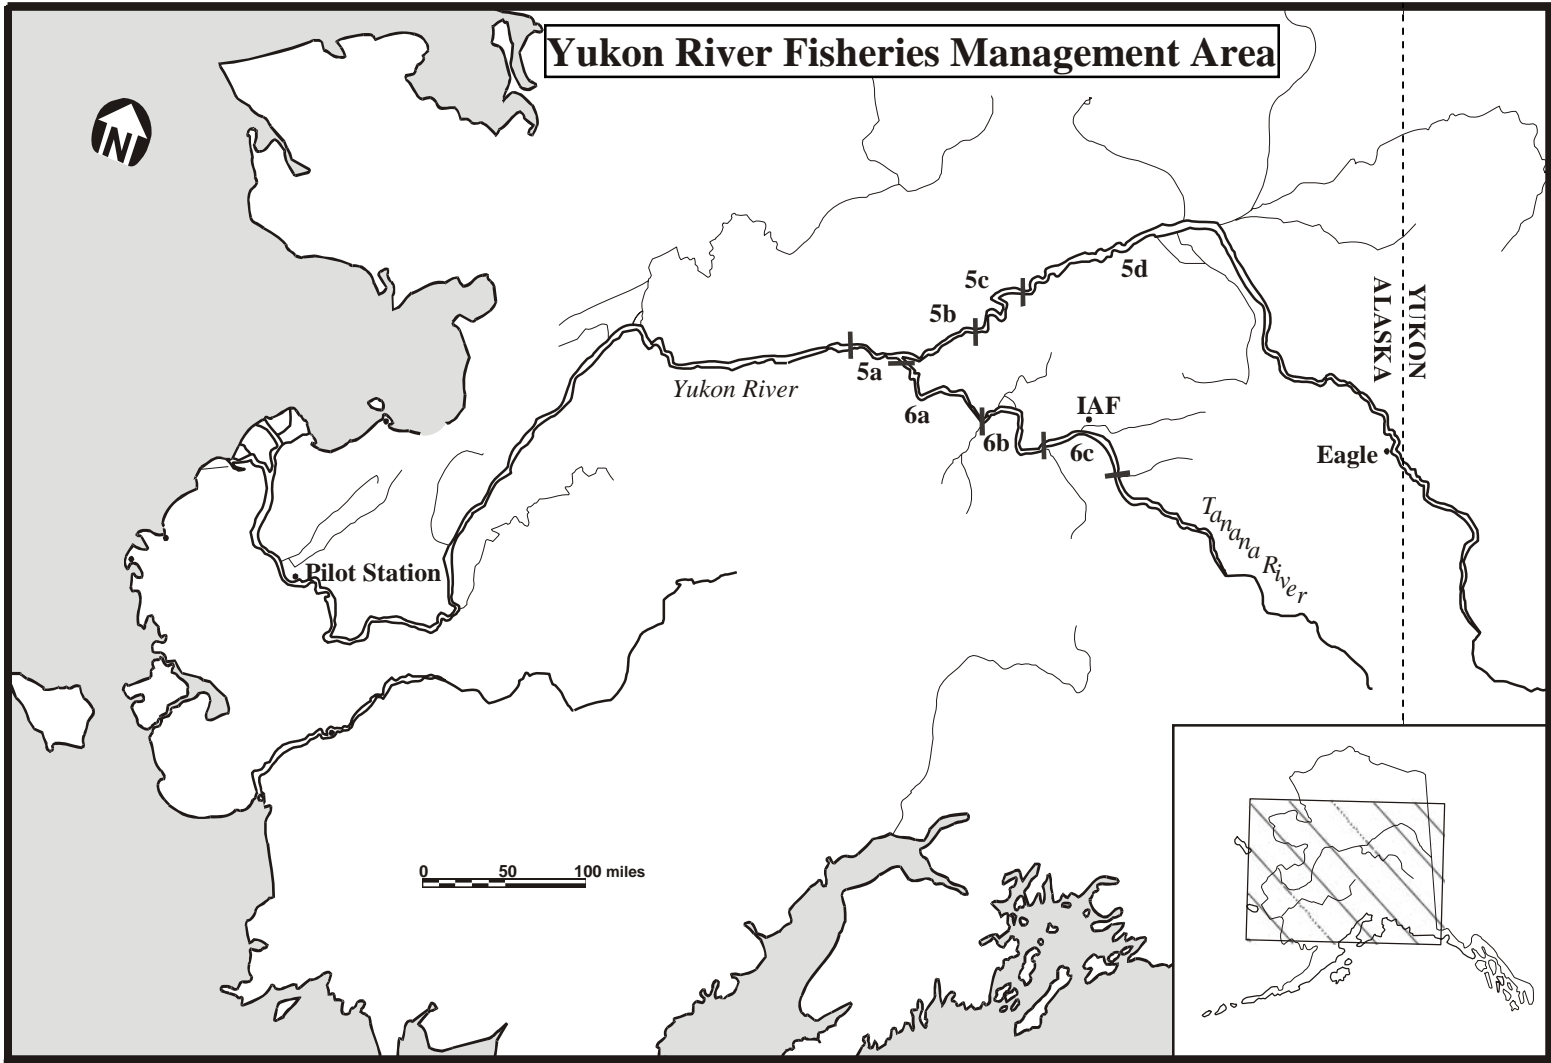 Yukon River Fisheries Management Area
N
5c
5d
5b
5a
Yukon River
6a
6b
IAF
6c
ALASKA
YUKON
Eagle
Tanana River
Pilot Station
0 50 100 miles